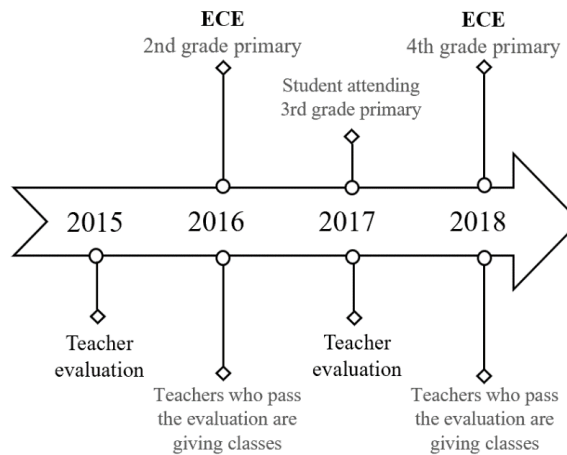 ECE
2nd grade primary
ECE
4th grade primary
Student attending
3rd grade primary
2015
2016
2017
2018
Teacher
evaluation
Teachers who pass
the evaluation are
giving classes
Teacher
evaluation
Teachers who pass
the evaluation are
giving classes